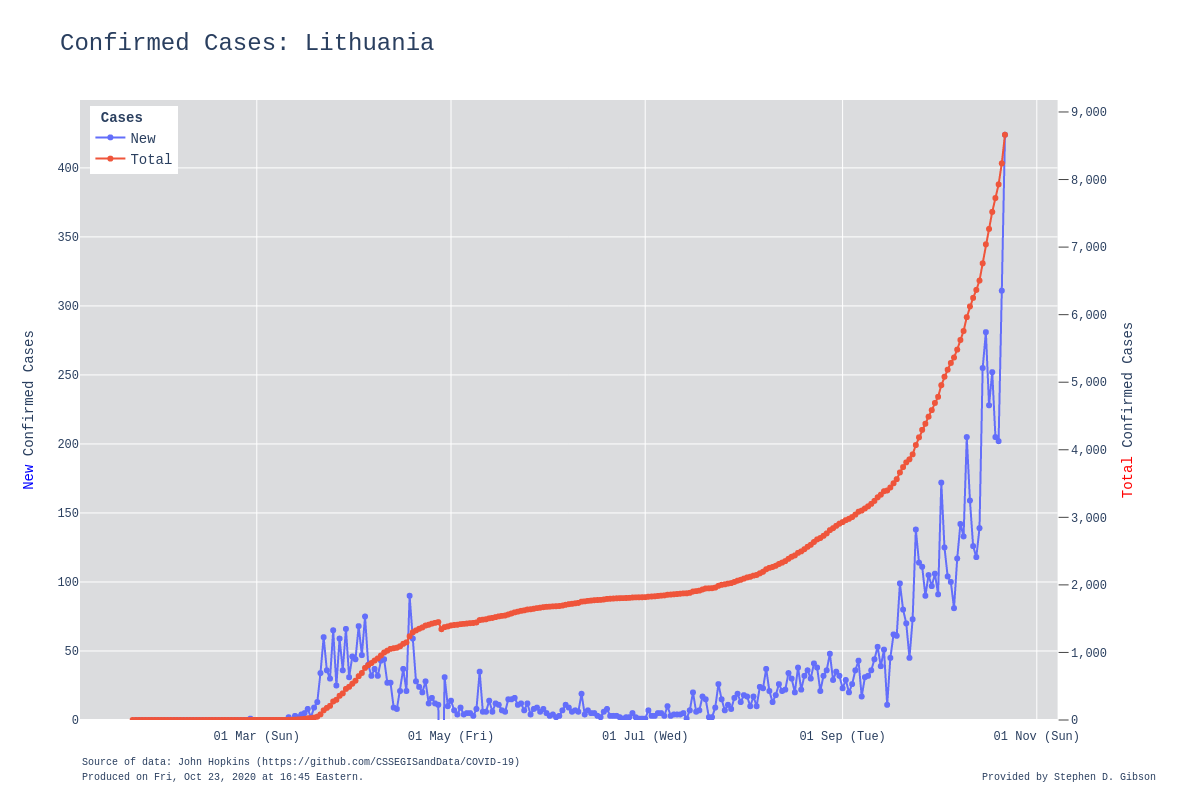 Confirmed Cases: Lithuania
Cases
New
Total
400
350
300
250
200
150
100
50
0
9,000
8,000
7,000
6,000
5,000
4,000
3,000
2,000
1,000
0
New Confirmed Cases
Total Confirmed Cases
01 Mar (Sun)
01 May (Fri)
01 Jul (Wed)
01 Sep (Tue)
01 Nov (Sun)
Source of data: John Hopkins (https://github.com/CSSEGISandData/COVID-19)
Produced on Fri, Oct 23, 2020 at 16:45 Eastern.
Provided by Stephen D. Gibson